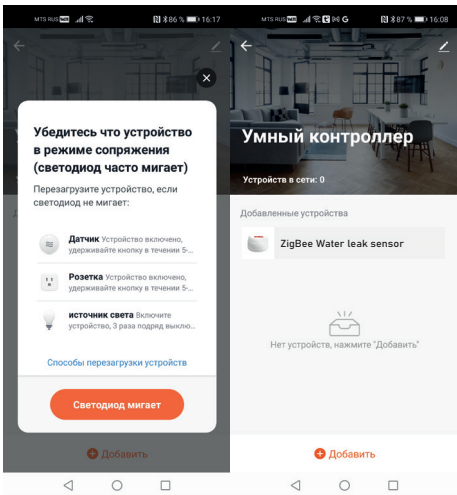 MTS RUS 86 % 16:17
Убедитесь что устройство
в режиме сопряжения
(светодиод часто мигает)
Перезагрузите устройство, если
светодиод не мигает:
Датчик Устройство включено,
удерживайте кнопку в течении 5-...
Розетка Устройство включено,
удерживайте кнопку в течении 5-...
источник света Включите
устройство, 3 раза подряд выклю...
Способы перезагрузки устройств
Светодиод мигает
Добавить
MTS RUS G 87 % 16:08
Умный контроллер
Устройств в сети: 0
Добавленные устройства
ZigBee Water leak sensor
Нет устройств, нажмите "Добавить"
Добавить